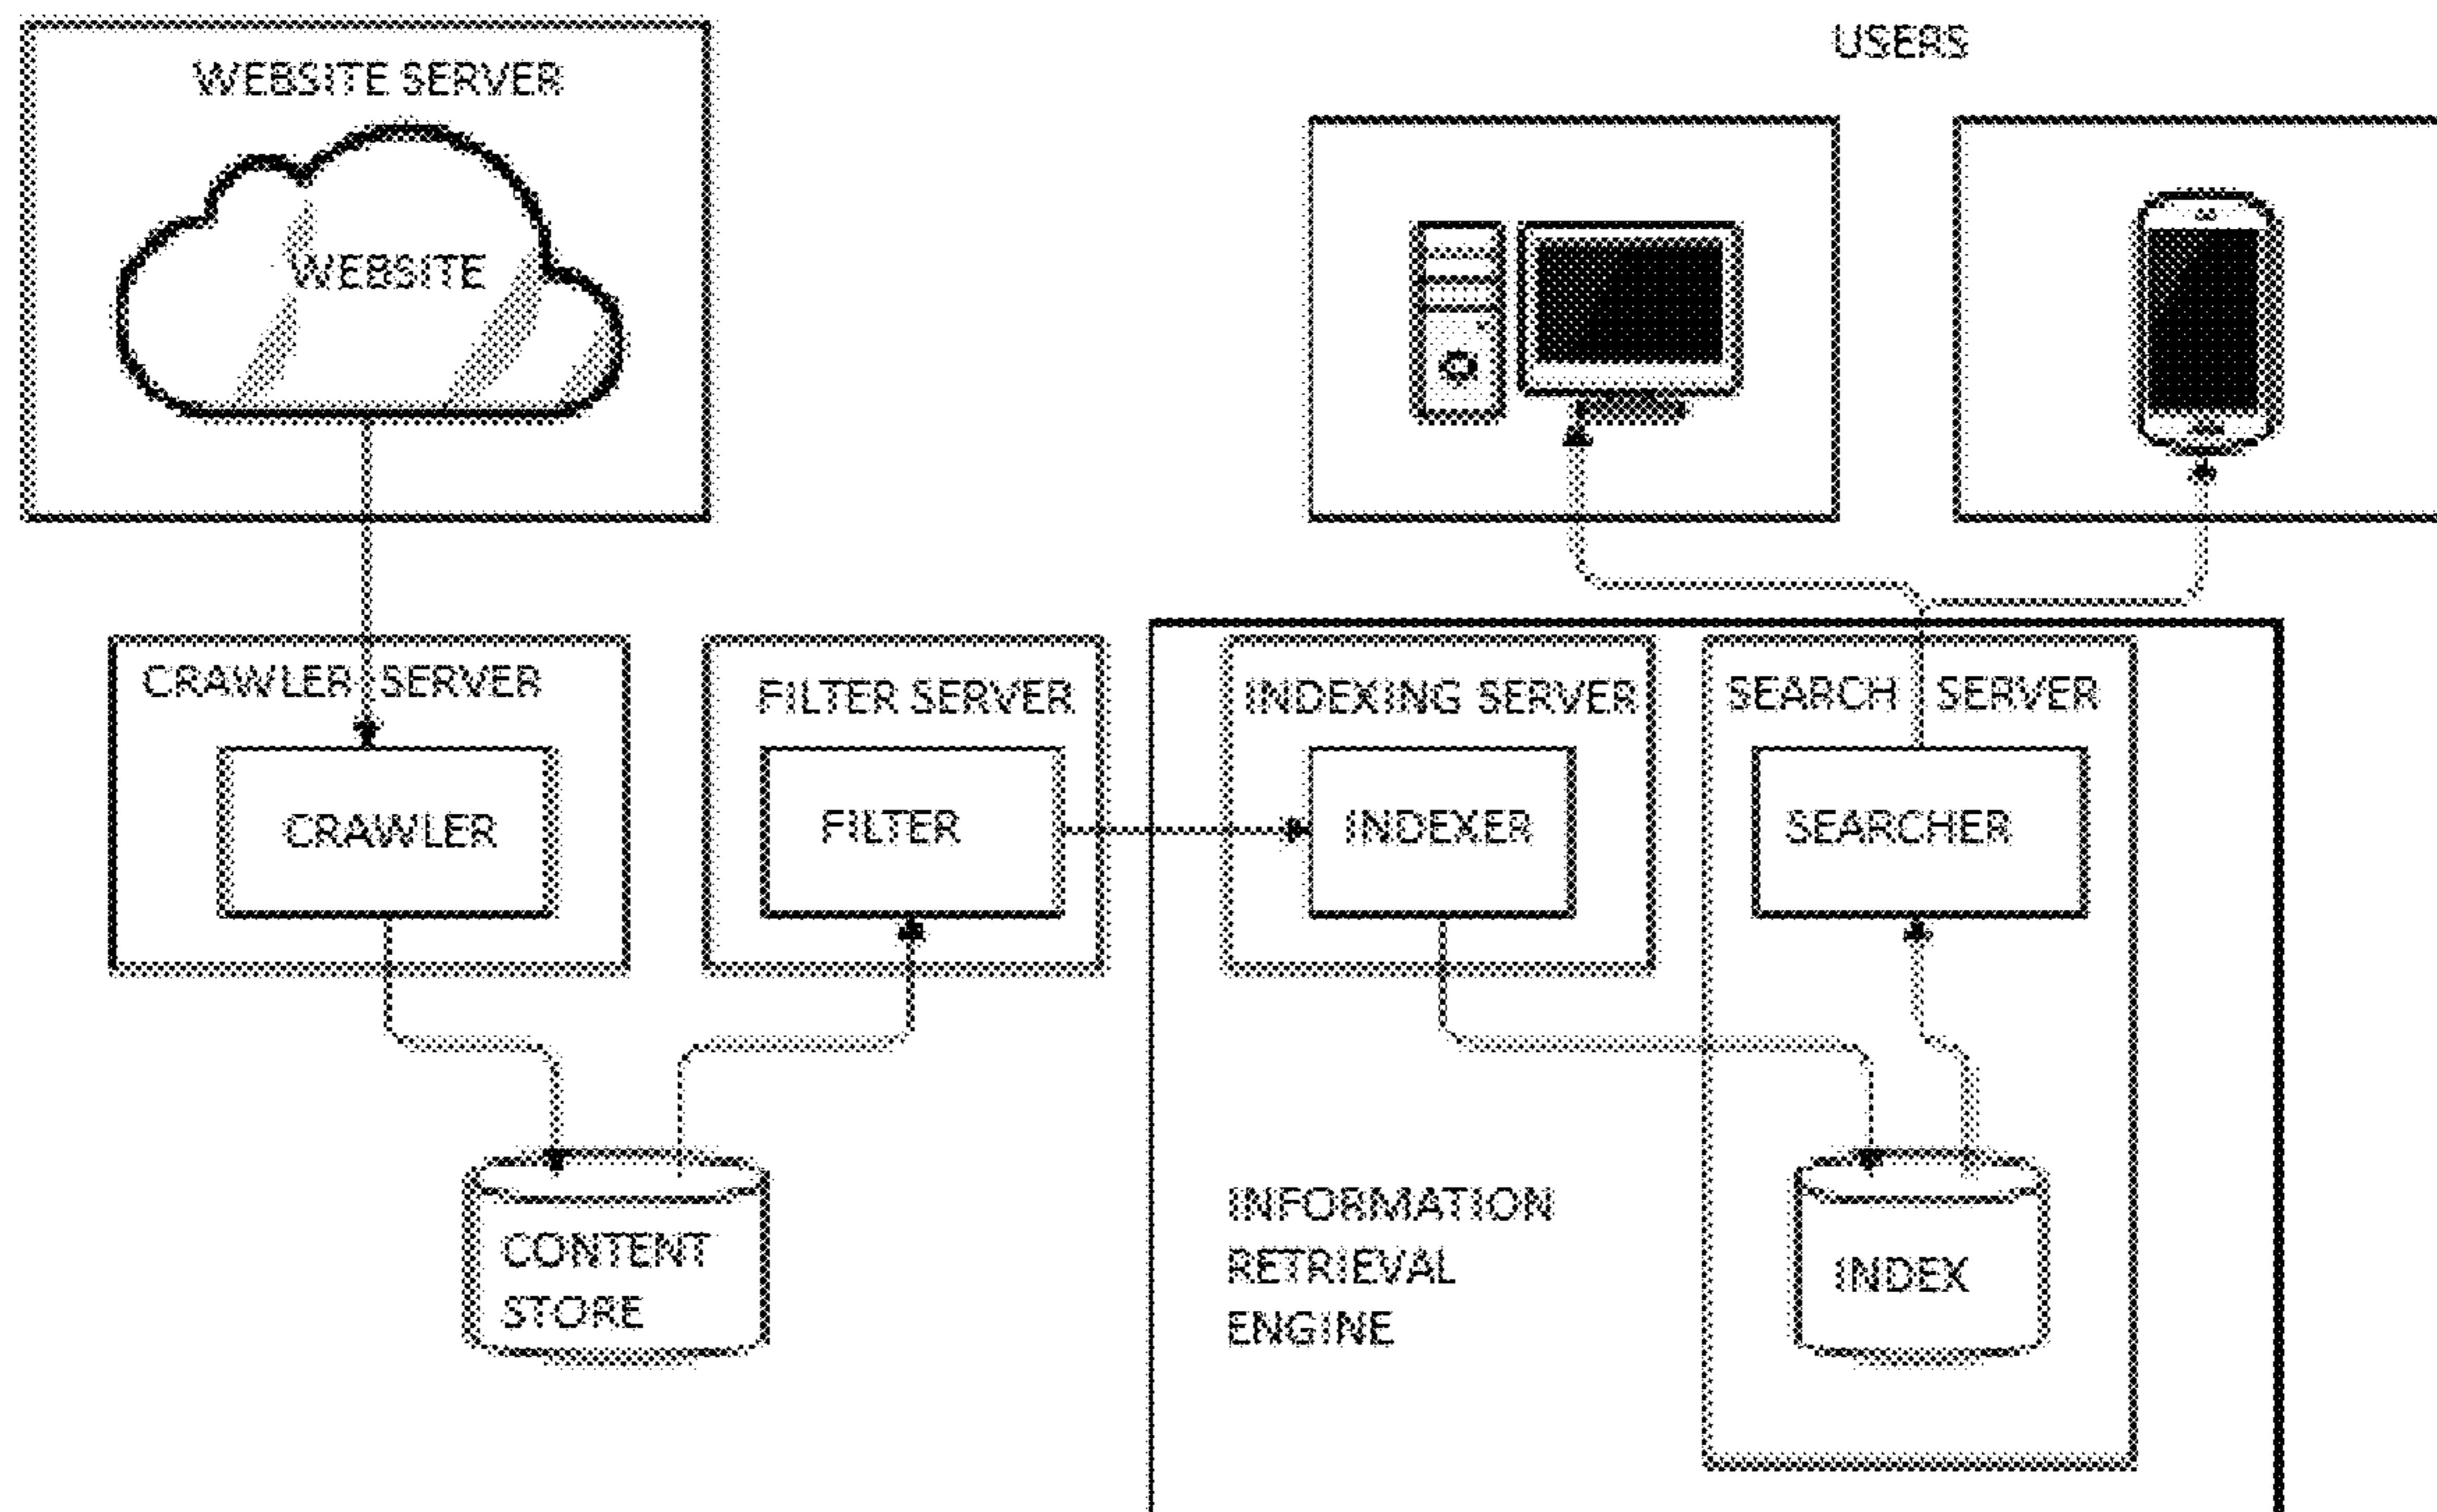 USERS
WEBSITE SERVER
WEBSITE
CRAWLER SERVER
FILTER SERVER
INDEXING SERVER
SEARCH SERVER
CRAWLER
FILTER
INDEXER
SEARCHER
CONTENT
STORE
INFORMATION
RETRIEVAL
ENGINE
INDEX